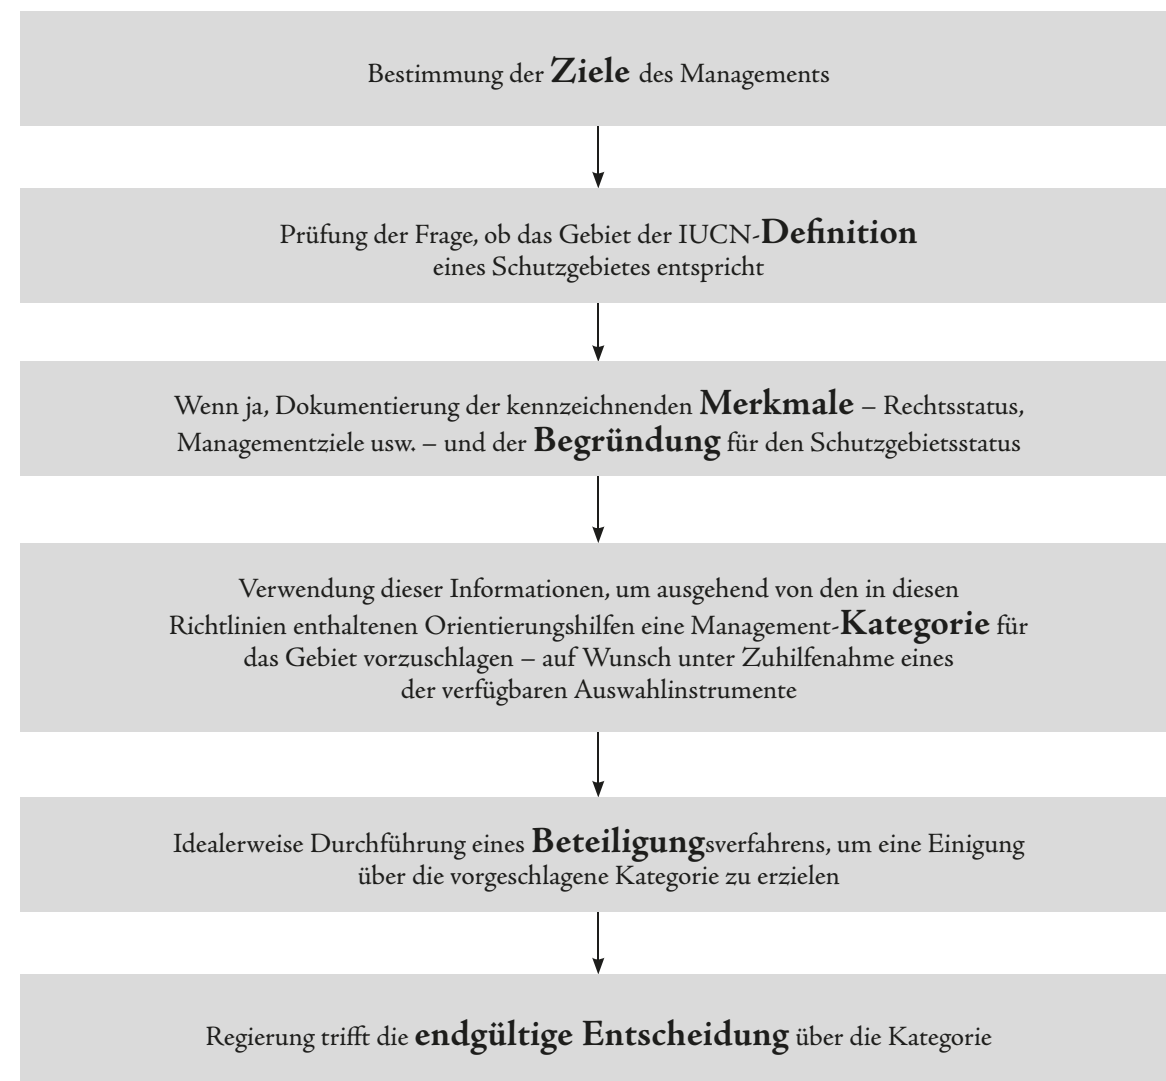 Bestimmung der Ziele des Managements
Prüfung der Frage, ob das Gebiet der IUCN-Definition
eines Schutzgebietes entspricht
Wenn ja, Dokumentierung der kennzeichnenden Merkmale – Rechtsstatus,
Managementziele usw. – und der Begründung für den Schutzgebietsstatus
Verwendung dieser Informationen, um ausgehend von den in diesen
Richtlinien enthaltenen Orientierungshilfen eine Management-Kategorie für
das Gebiet vorzuschlagen – auf Wunsch unter Zuhilfenahme eines
der verfügbaren Auswahlinstrumente
Idealerweise Durchführung eines Beteiligungsverfahrens, um eine Einigung
über die vorgeschlagene Kategorie zu erzielen
Regierung trifft die endgültige Entscheidung über die Kategorie